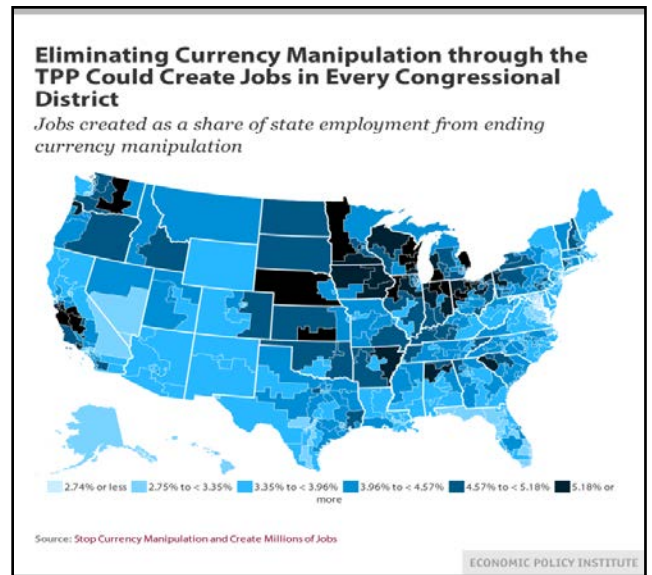 Eliminating Currency Manipulation through the
TPP Could Create Jobs in Every Congressional
District
Jobs created as a share of state employment from ending
currency manipulation
2.74% or less 2.75% to < 3.35% 3.35% to < 3.96% 3.96% to < 4.57% 4.57% to < 5.18% 5.18% or
more
Source: Stop Currency Manipulation and Create Millions of Jobs
ECONOMIC POLICY INSTITUTE